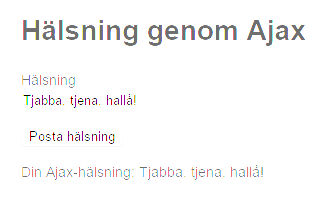 Hälsning genom Ajax
Hälsning
Tjabba, tjena, hallå!
Posta hälsning
Din Ajax-hälsning: Tjabba, tjena, hallå!